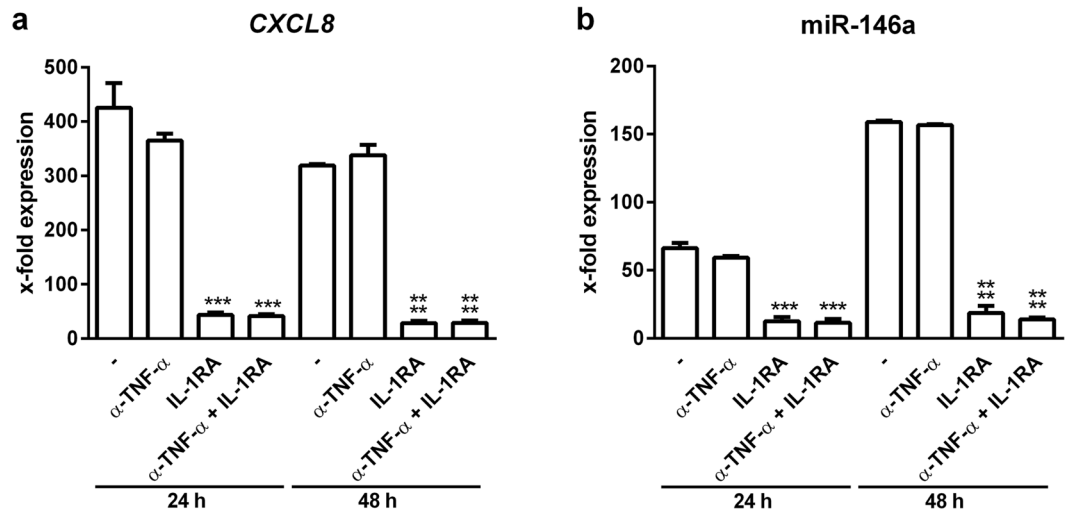 a
CXCL8
x-fold expression
500
400
300
200
100
0
***
***
**
**
**
**
-
α-TNF-α
IL-1RA
α-TNF-α + IL-1RA
-
α-TNF-α
IL-1RA
α-TNF-α + IL-1RA
24 h
48 h
b
miR-146a
x-fold expression
200
150
100
50
0
***
***
**
**
**
**
-
α-TNF-α
IL-1RA
α-TNF-α + IL-1RA
-
α-TNF-α
IL-1RA
α-TNF-α + IL-1RA
24 h
48 h